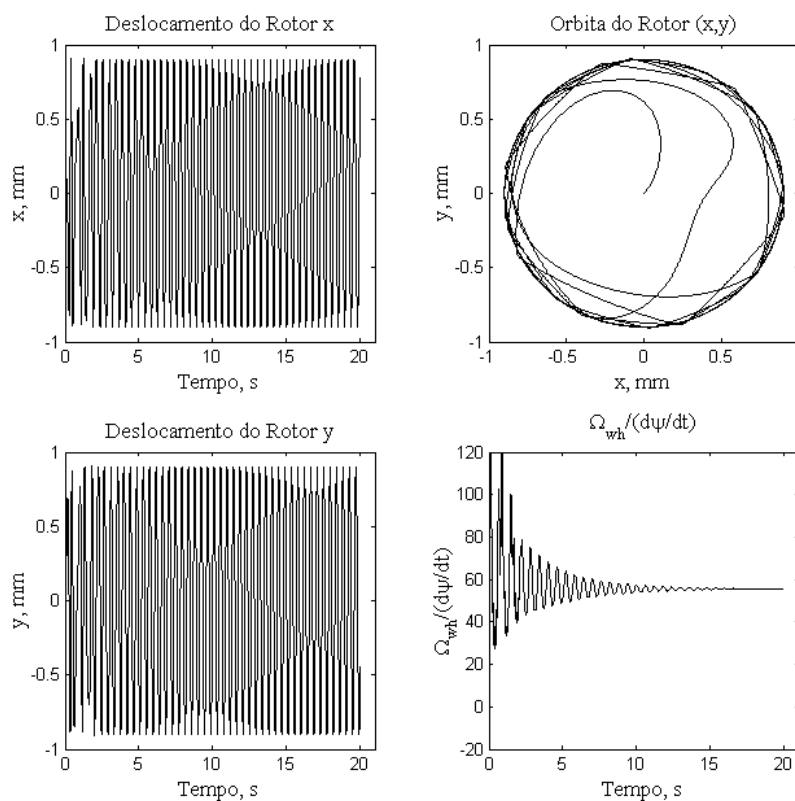 Deslocamento do Rotor x
1
0.5
0
-0.5
-1
x, mm
0 5 10 15 20
Tempo, s
Orbita do Rotor (x,y)
1
0.5
0
-0.5
-1
y, mm
-1 -0.5 0 0.5
x, mm
Deslocamento do Rotor y
1
0.5
0
-0.5
-1
y, mm
0 5 10 15 20
Tempo, s
Ωwh/(dψ/dt)
120
100
80
60
40
20
0
-20
Ωwh/(dψ/dt)
0 5 10 15 20
Tempo, s